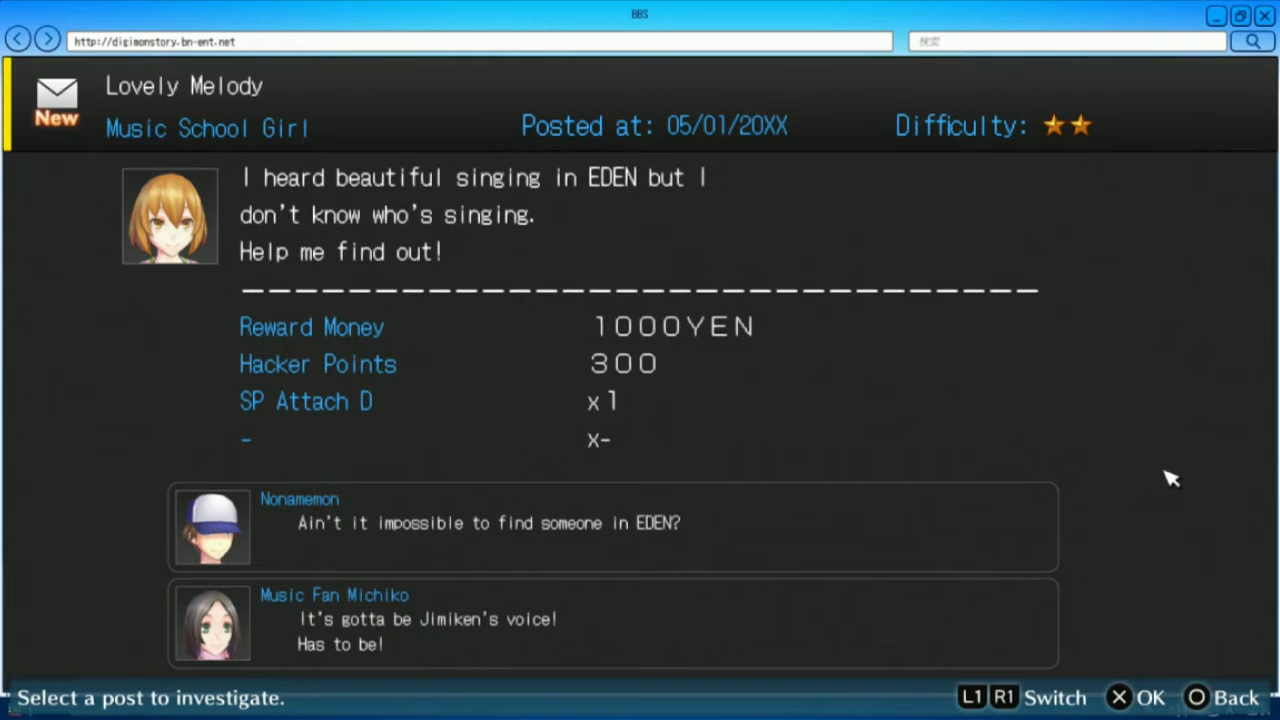 BBS
http://digimonstory.bn-ent.net
検索
Lovely Melody
New
Music School Girl
Posted at: 05/01/20XX
Difficulty: ★★
I heard beautiful singing in EDEN but I
don't know who's singing.
Help me find out!
Reward Money 1000YEN
Hacker Points 300
SP Attach D x1
- x-
Nonamemon
Ain't it impossible to find someone in EDEN?
Music Fan Michiko
It's gotta be Jimiken's voice!
Has to be!
Select a post to investigate.
L1 R1 Switch X OK O Back